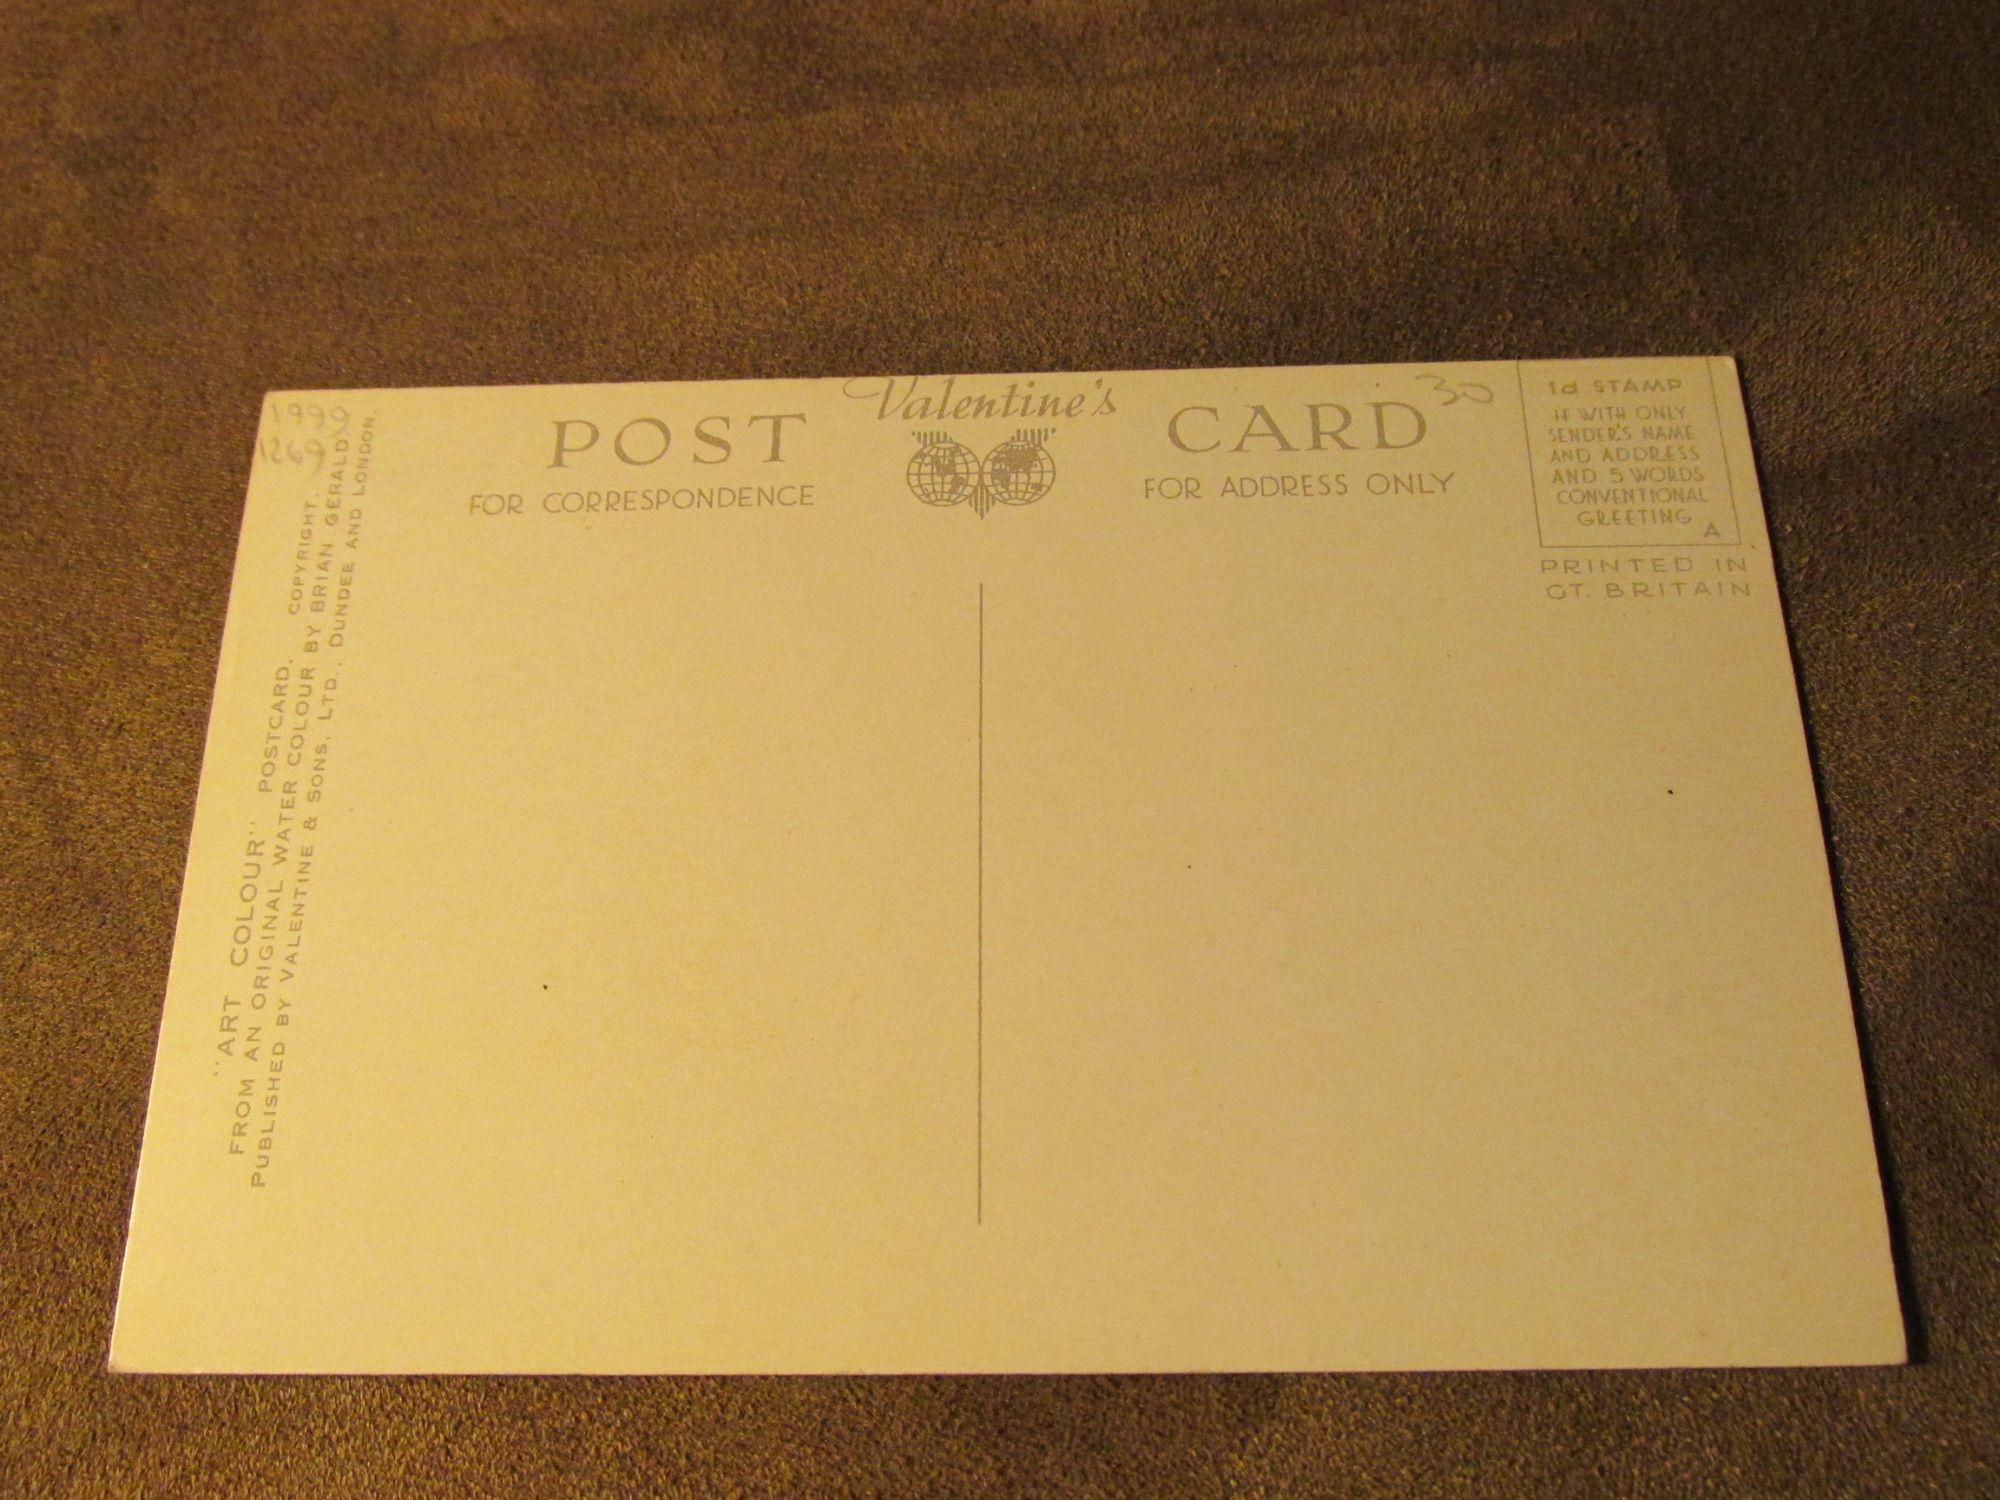 Valentine's
POST CARD
FOR CORRESPONDENCE
FOR ADDRESS ONLY
30
1d STAMP
IF WITH ONLY
SENDER'S NAME
AND ADDRESS
AND 5 WORDS
CONVENTIONAL
GREETING
A
PRINTED IN
GT. BRITAIN
1990
"ART COLOUR" POSTCARD. COPYRIGHT.
FROM AN ORIGINAL WATER COLOUR BY BRIAN GERALD.
PUBLISHED BY VALENTINE & SONS, LTD., DUNDEE AND LONDON.